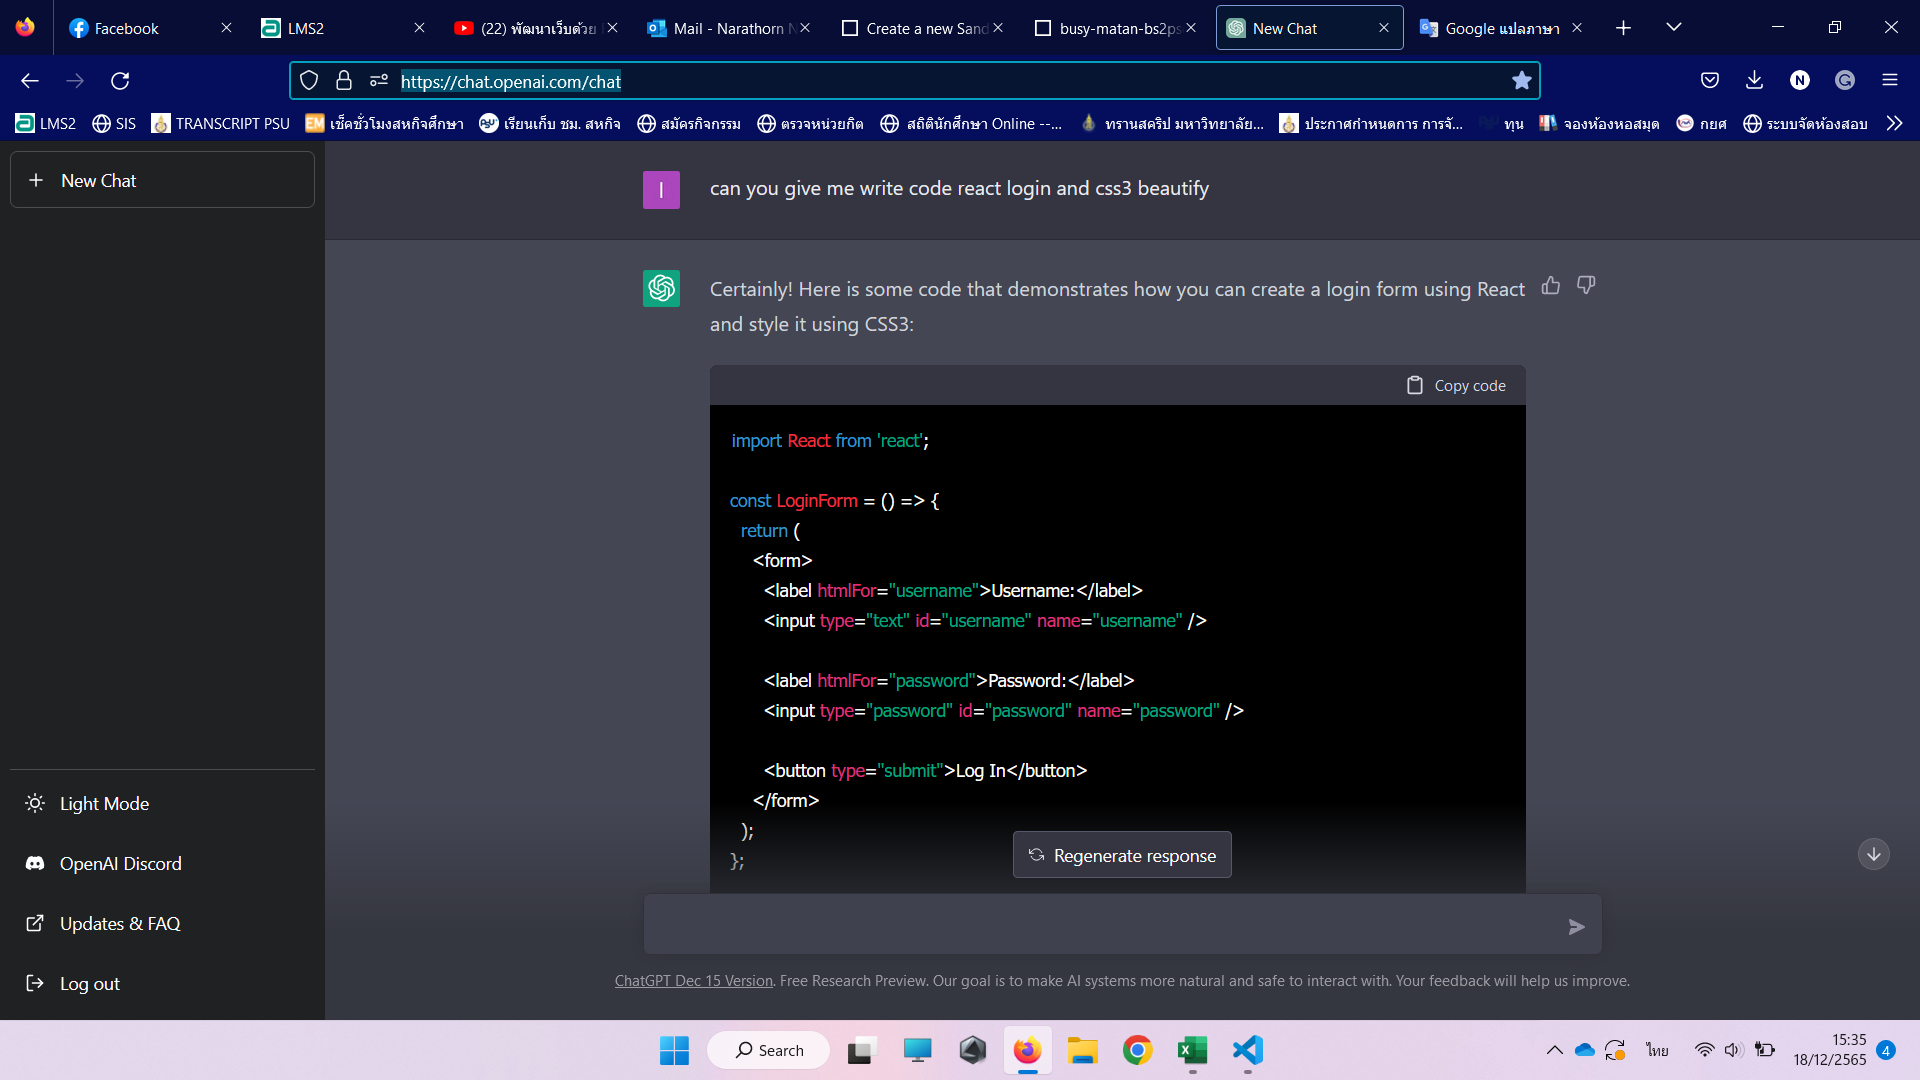 Facebook
LMS2
(22) พัฒนาเว็บด้วย
Mail - Narathorn N
Create a new Sand
busy-matan-bs2ps
New Chat
Google แปลภาษา
https://chat.openai.com/chat
N
G
LMS2
SIS
TRANSCRIPT PSU
EM
เช็คชั่วโมงสหกิจศึกษา
เรียนเก็บ ชม. สหกิจ
สมัครกิจกรรม
ตรวจหน่วยกิต
สถิตินักศึกษา Online --...
ทรานสคริป มหาวิทยาลัย...
ประกาศกำหนดการ การจั...
ทุน
จองห้องหอสมุด
กยศ
ระบบจัดห้องสอบ
New Chat
I
can you give me write code react login and css3 beautify
Certainly! Here is some code that demonstrates how you can create a login form using React
and style it using CSS3:
Copy code
import React from 'react';
const LoginForm = () => {
return (
<form>
<label htmlFor="username">Username:</label>
<input type="text" id="username" name="username" />
<label htmlFor="password">Password:</label>
<input type="password" id="password" name="password" />
<button type="submit">Log In</button>
</form>
);
};
Regenerate response
Light Mode
OpenAI Discord
Updates & FAQ
Log out
ChatGPT Dec 15 Version. Free Research Preview. Our goal is to make AI systems more natural and safe to interact with. Your feedback will help us improve.
Search
ไทย
15:35
18/12/2565
4